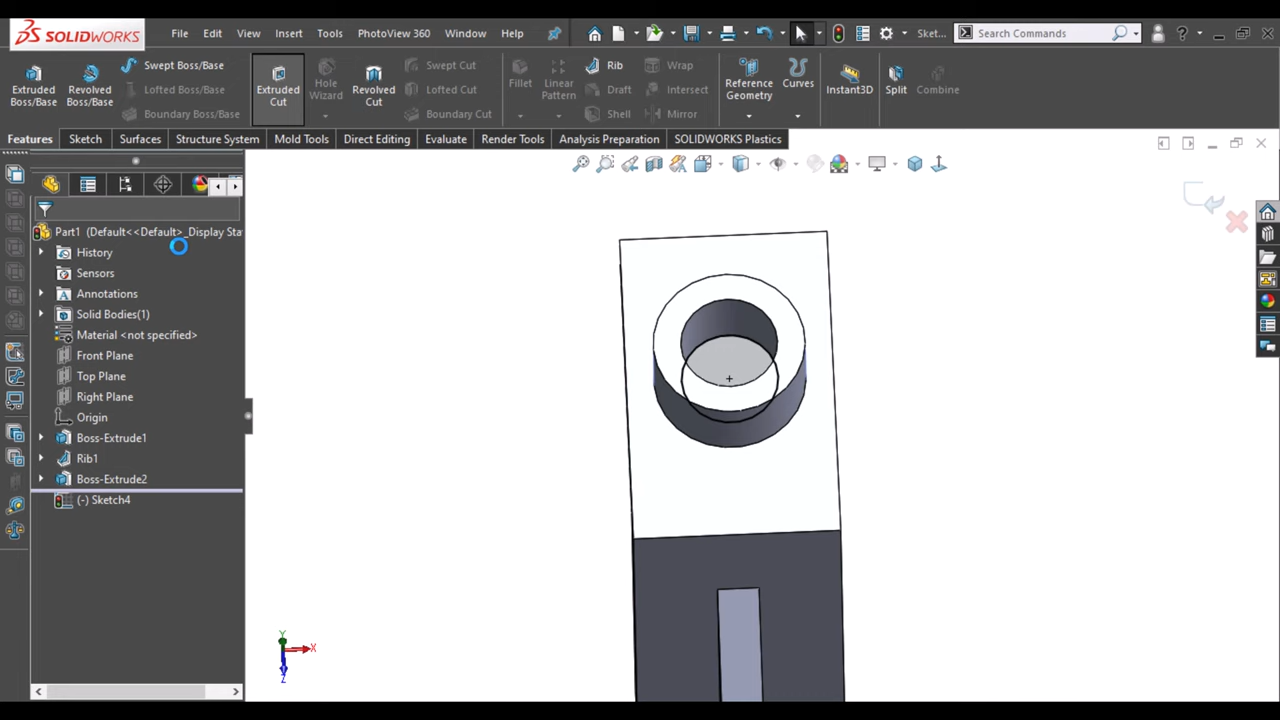 SOLIDWORKS File Edit View Insert Tools PhotoView 360 Window Help Sket... Search Commands
Extruded Boss/Base
Revolved Boss/Base
Swept Boss/Base
Lofted Boss/Base
Boundary Boss/Base
Extruded Cut
Hole Wizard
Revolved Cut
Swept Cut
Lofted Cut
Boundary Cut
Fillet
Linear Pattern
Rib
Draft
Shell
Wrap
Intersect
Mirror
Reference Geometry
Curves
Instant3D
Split
Combine
Features Sketch Surfaces Structure System Mold Tools Direct Editing Evaluate Render Tools Analysis Preparation SOLIDWORKS Plastics
Part1 (Default<<Default>_Display Sta
History
Sensors
Annotations
Solid Bodies(1)
Material <not specified>
Front Plane
Top Plane
Right Plane
Origin
Boss-Extrude1
Rib1
Boss-Extrude2
(-) Sketch4
Y
X
Z